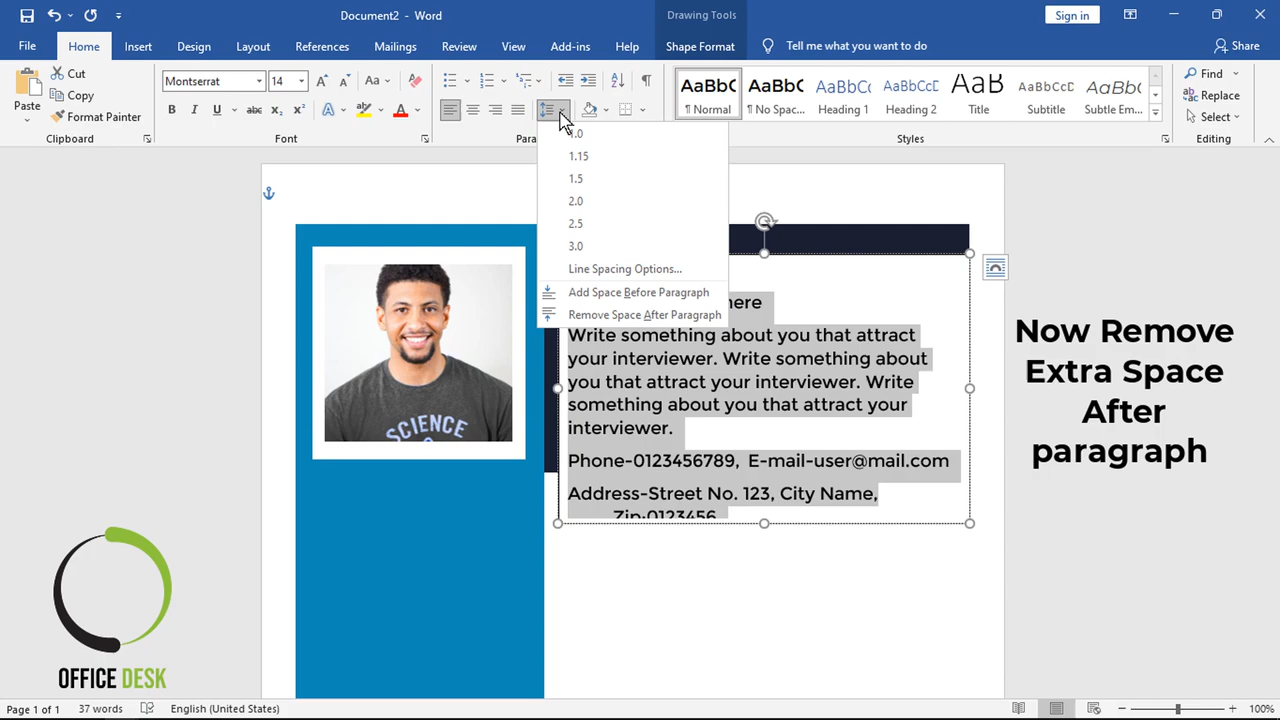 Document2 - Word
Drawing Tools
Sign in
File
Home
Insert
Design
Layout
References
Mailings
Review
View
Add-ins
Help
Shape Format
Tell me what you want to do
Share
Paste
Cut
Copy
Format Painter
Clipboard
Montserrat
14
Aa
B I U abc x₂ x²
A
A
Font
AaBbC
¶ Normal
AaBbC
¶ No Spac...
AaBbC
Heading 1
AaBbC
Heading 2
AaB
Title
AaBbC
Subtitle
AaBbC
Subtle Em...
Styles
Find
Replace
Select
Editing
1.15
1.5
2.0
2.5
3.0
Line Spacing Options...
Add Space Before Paragraph
Remove Space After Paragraph
Write something about you that attract
your interviewer. Write something about
you that attract your interviewer. Write
something about you that attract your
interviewer.
Phone-0123456789, E-mail-user@mail.com
Address-Street No. 123, City Name,
Zip:0123456
Now Remove
Extra Space
After
paragraph
SCIENCE
OFFICE DESK
Page 1 of 1
37 words
English (United States)
100%